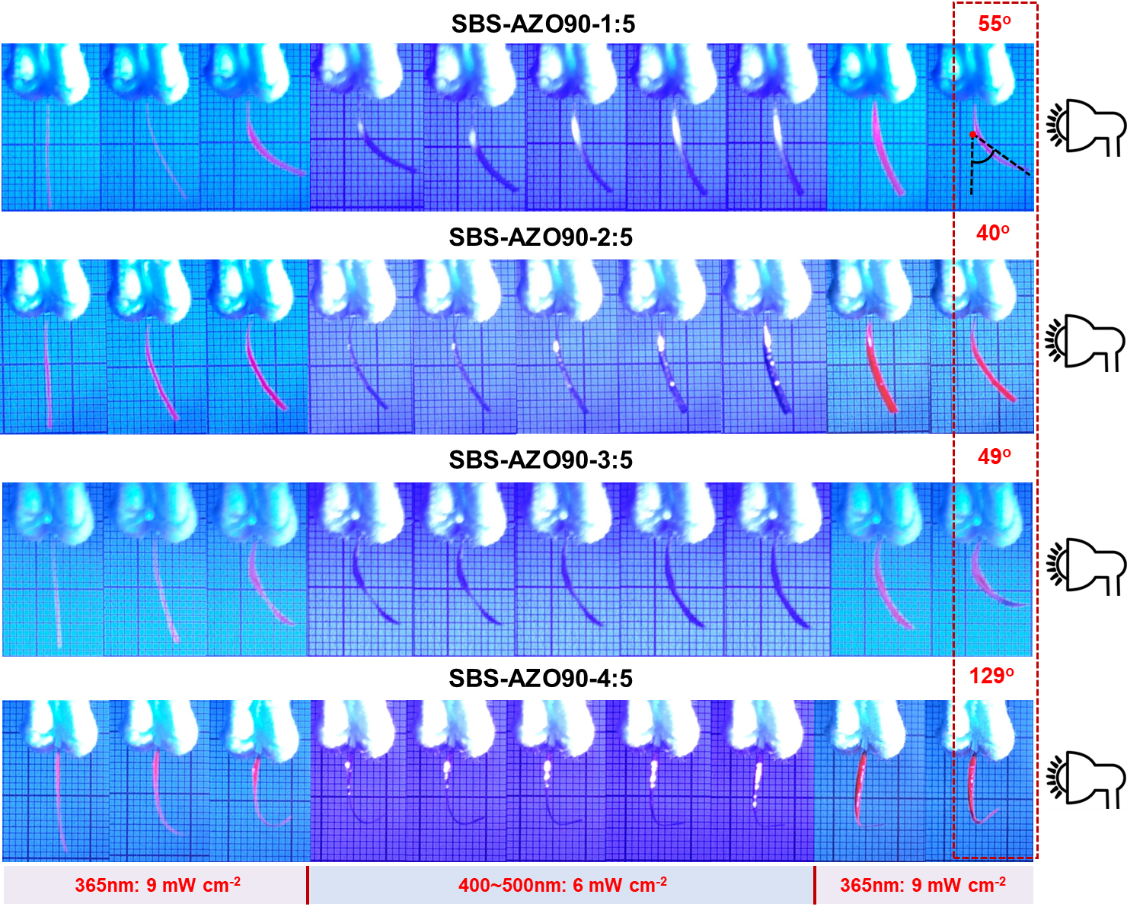 SBS-AZO90-1:5
55°
SBS-AZO90-2:5
40°
SBS-AZO90-3:5
49°
SBS-AZO90-4:5
129°
365nm: 9 mW cm⁻²
400~500nm: 6 mW cm⁻²
365nm: 9 mW cm⁻²